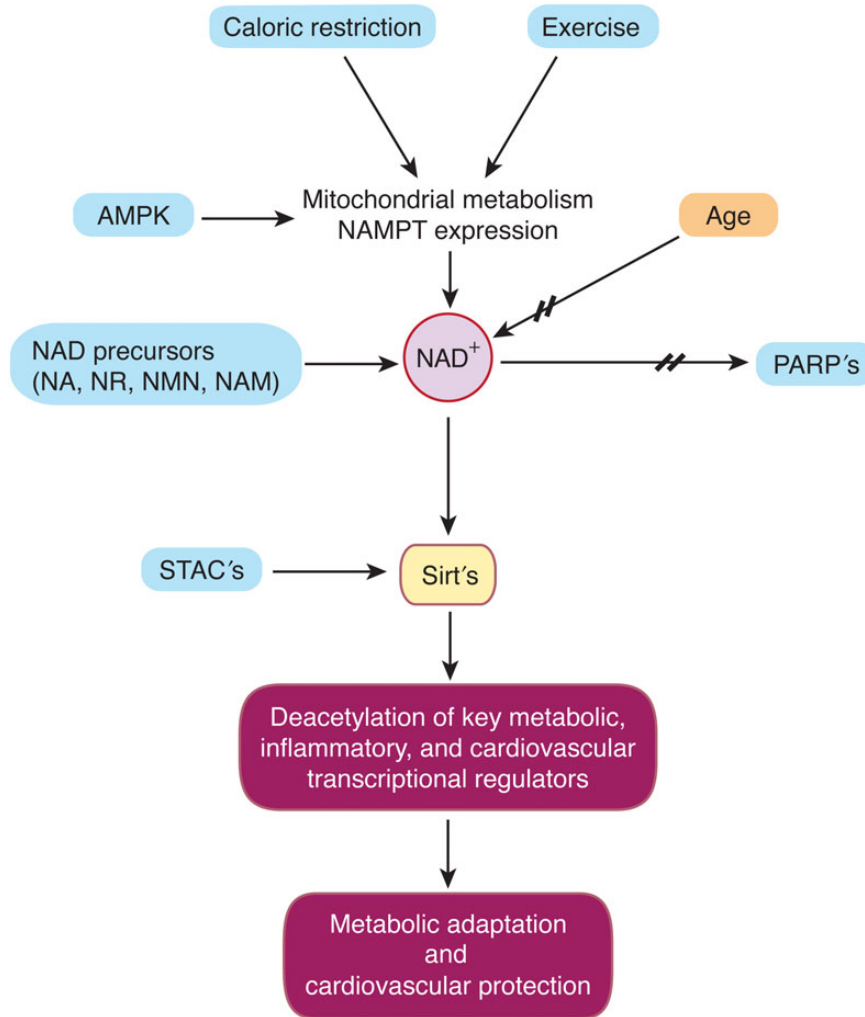 Caloric restriction
Exercise
AMPK
Mitochondrial metabolism
NAMPT expression
Age
NAD precursors
(NA, NR, NMN, NAM)
NAD⁺
PARP′s
STAC′s
Sirt′s
Deacetylation of key metabolic,
inflammatory, and cardiovascular
transcriptional regulators
Metabolic adaptation
and
cardiovascular protection